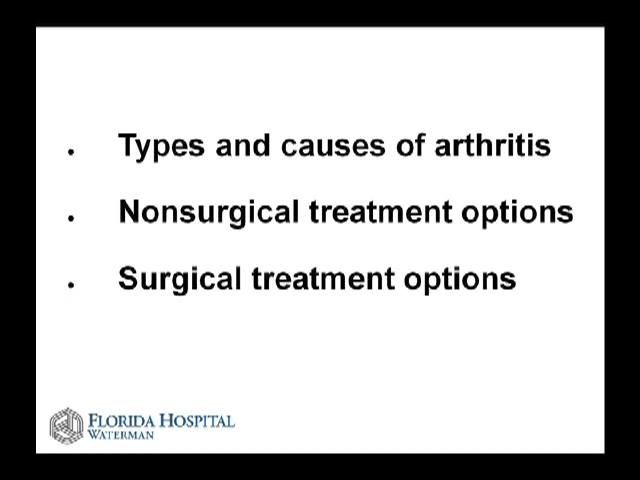 Types and causes of arthritis
Nonsurgical treatment options
Surgical treatment options
FLORIDA HOSPITAL
WATERMAN